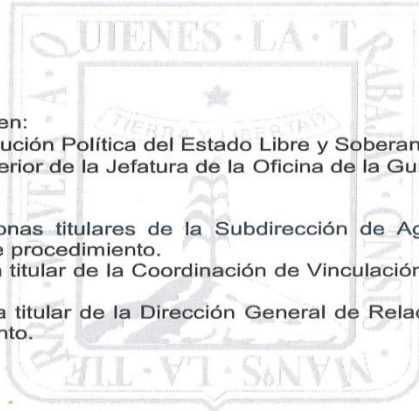 en:
ución Política del Estado Libre y Soberan
erior de la Jefatura de la Oficina de la Gu
onas titulares de la Subdirección de Ag
e procedimiento.
titular de la Coordinación de Vinculación
a titular de la Dirección General de Relac
nto.
TIERRA Y LIBERTAD